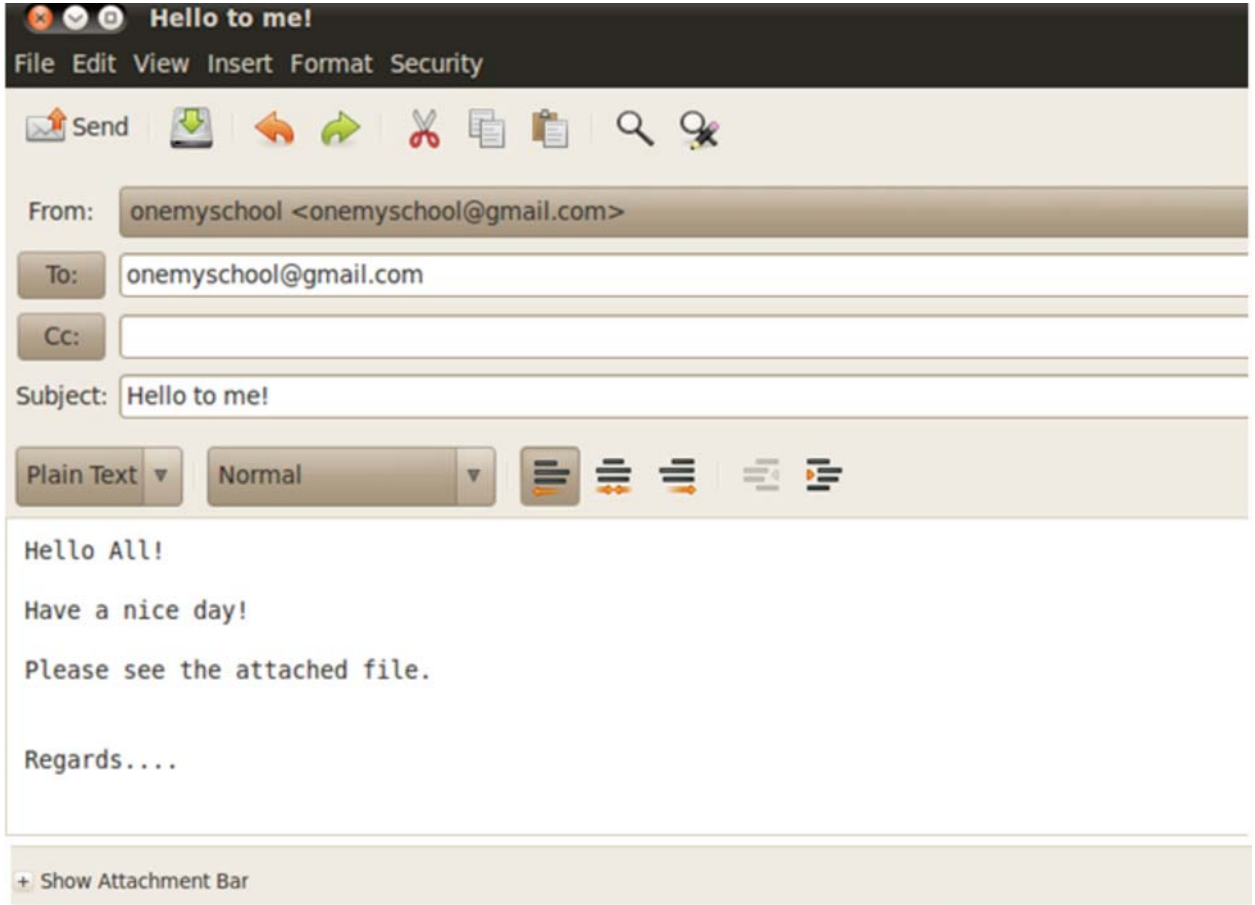 Hello to me!
File Edit View Insert Format Security
Send
From: onemyschool <onemyschool@gmail.com>
To: onemyschool@gmail.com
Cc:
Subject: Hello to me!
Plain Text Normal
Hello All!
Have a nice day!
Please see the attached file.
Regards....
+ Show Attachment Bar